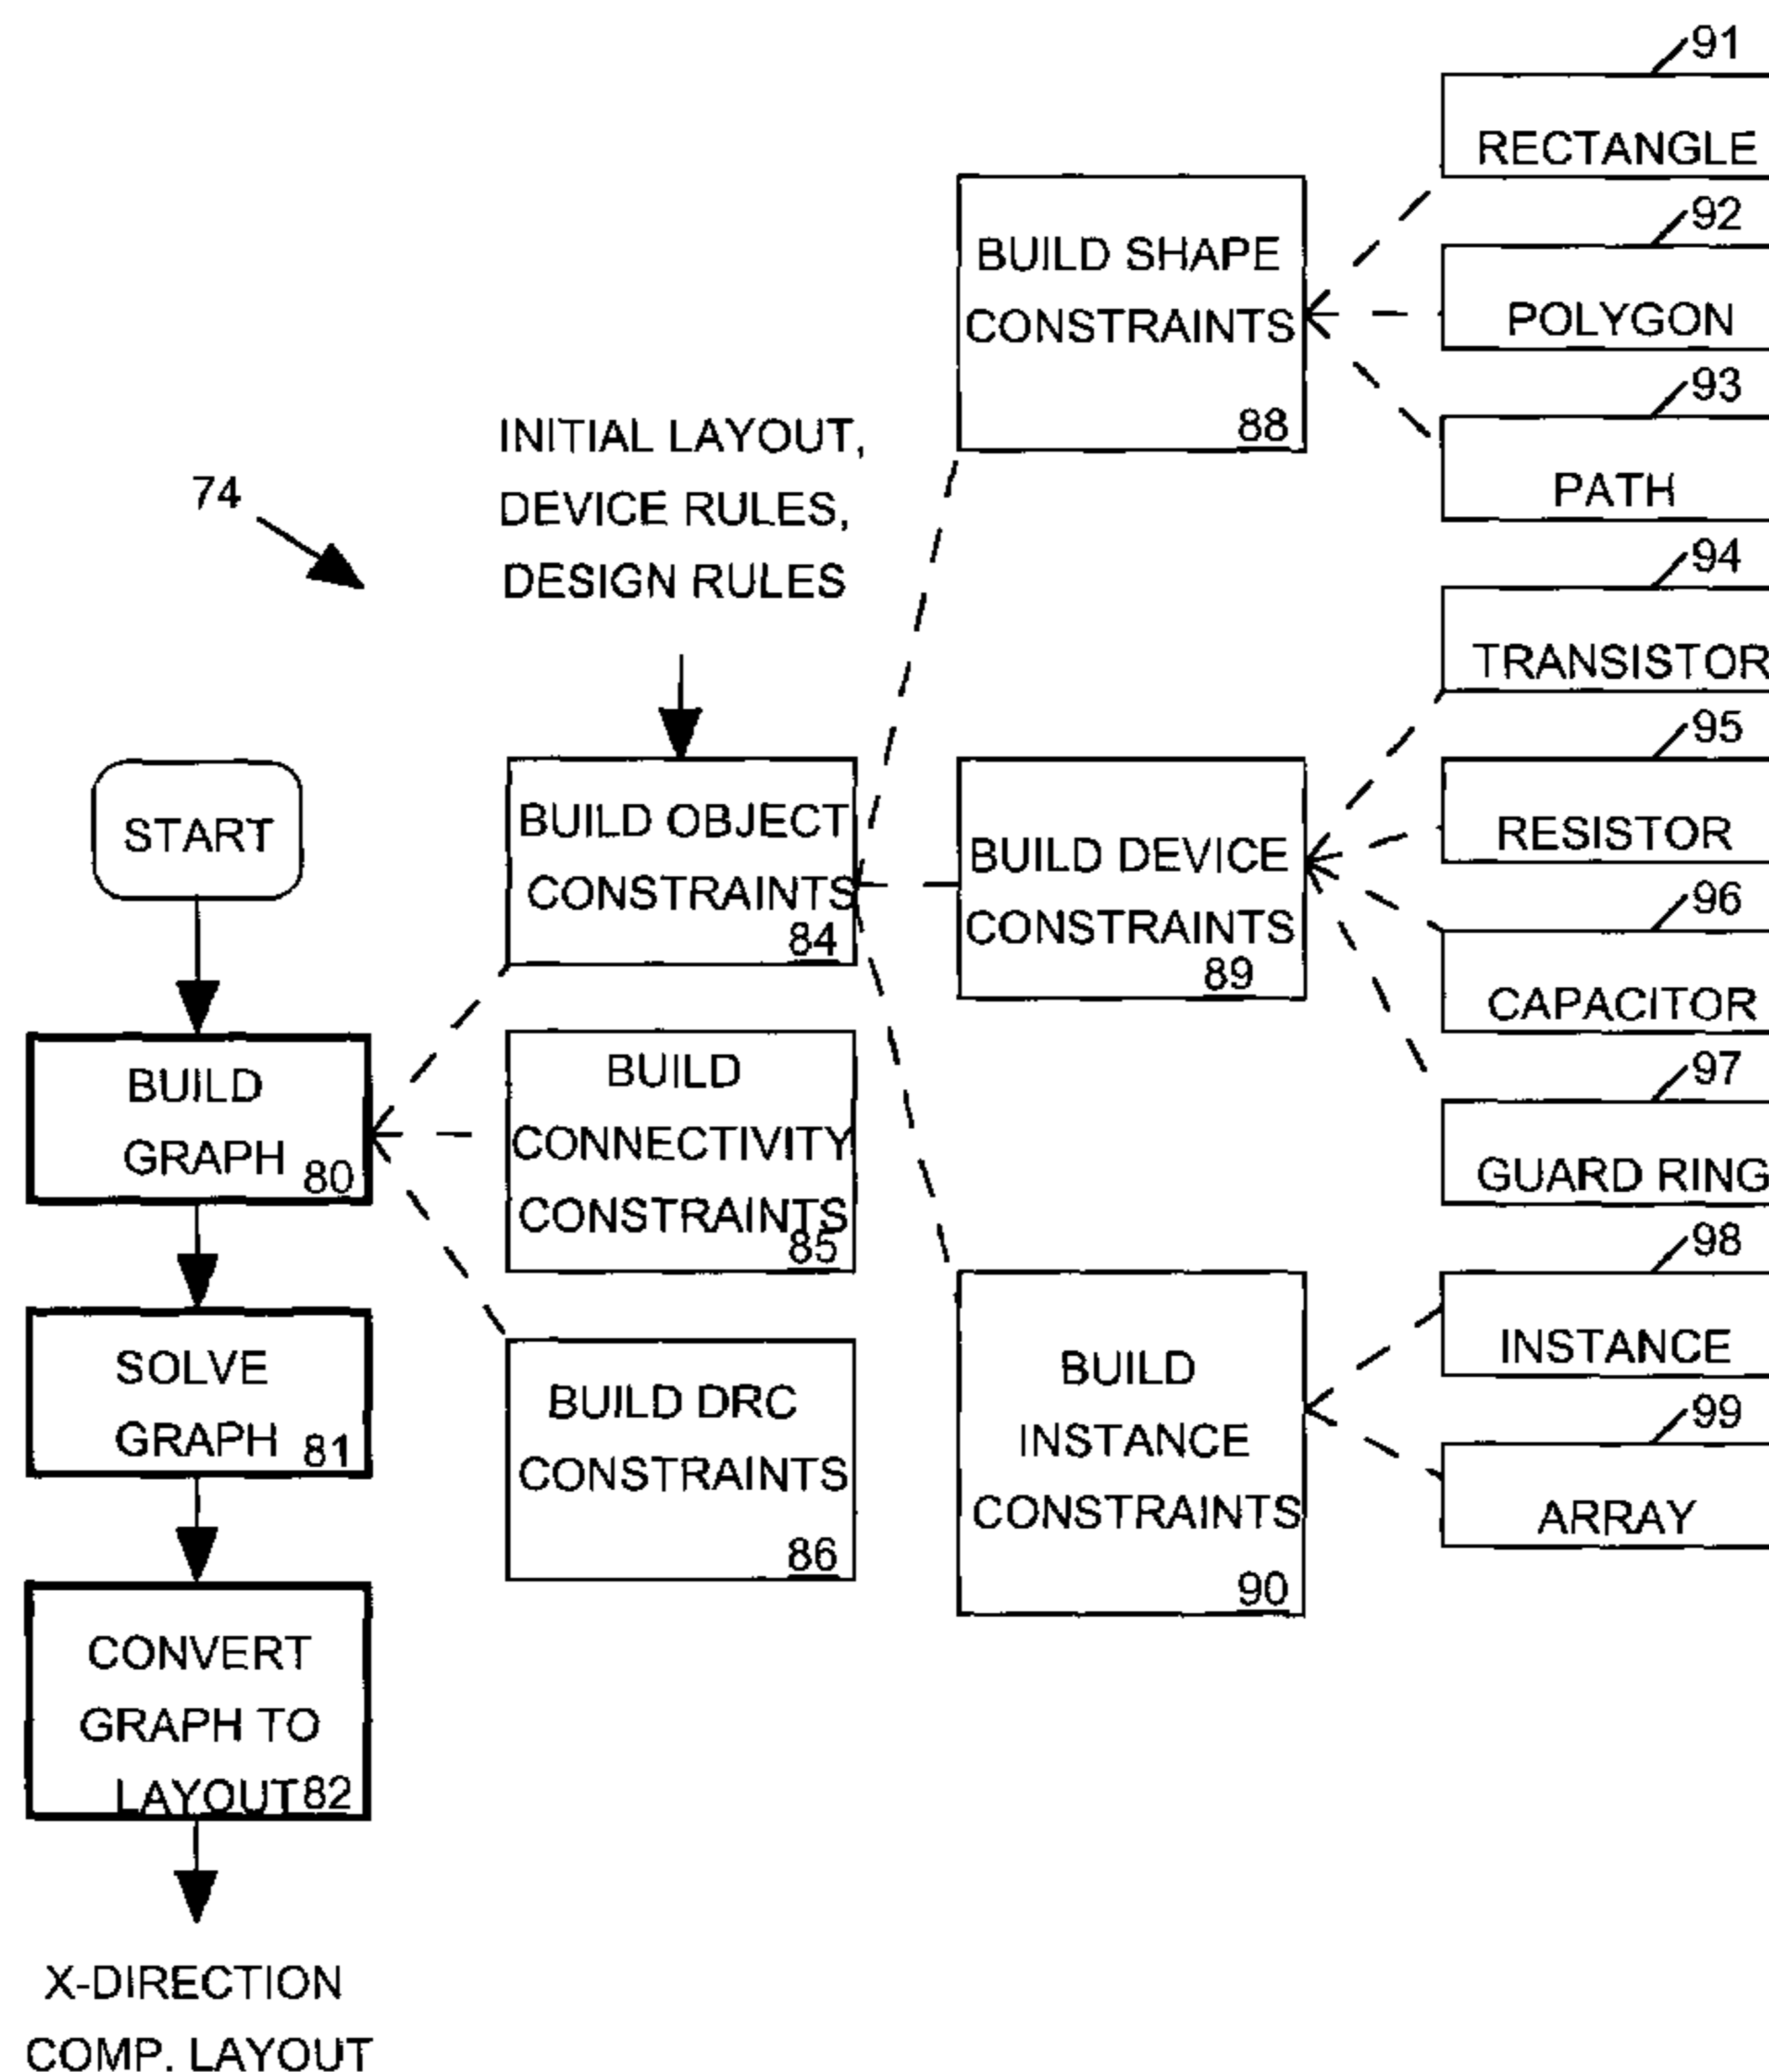 74
START
BUILD
GRAPH 80
SOLVE
GRAPH 81
CONVERT
GRAPH TO
LAYOUT 82
X-DIRECTION
COMP. LAYOUT
INITIAL LAYOUT,
DEVICE RULES,
DESIGN RULES
BUILD OBJECT
CONSTRAINTS
84
BUILD
CONNECTIVITY
CONSTRAINTS
85
BUILD DRC
CONSTRAINTS
86
BUILD SHAPE
CONSTRAINTS
88
BUILD DEVICE
CONSTRAINTS
89
BUILD
INSTANCE
CONSTRAINTS
90
91
RECTANGLE
92
POLYGON
93
PATH
94
TRANSISTOR
95
RESISTOR
96
CAPACITOR
97
GUARD RING
98
INSTANCE
99
ARRAY